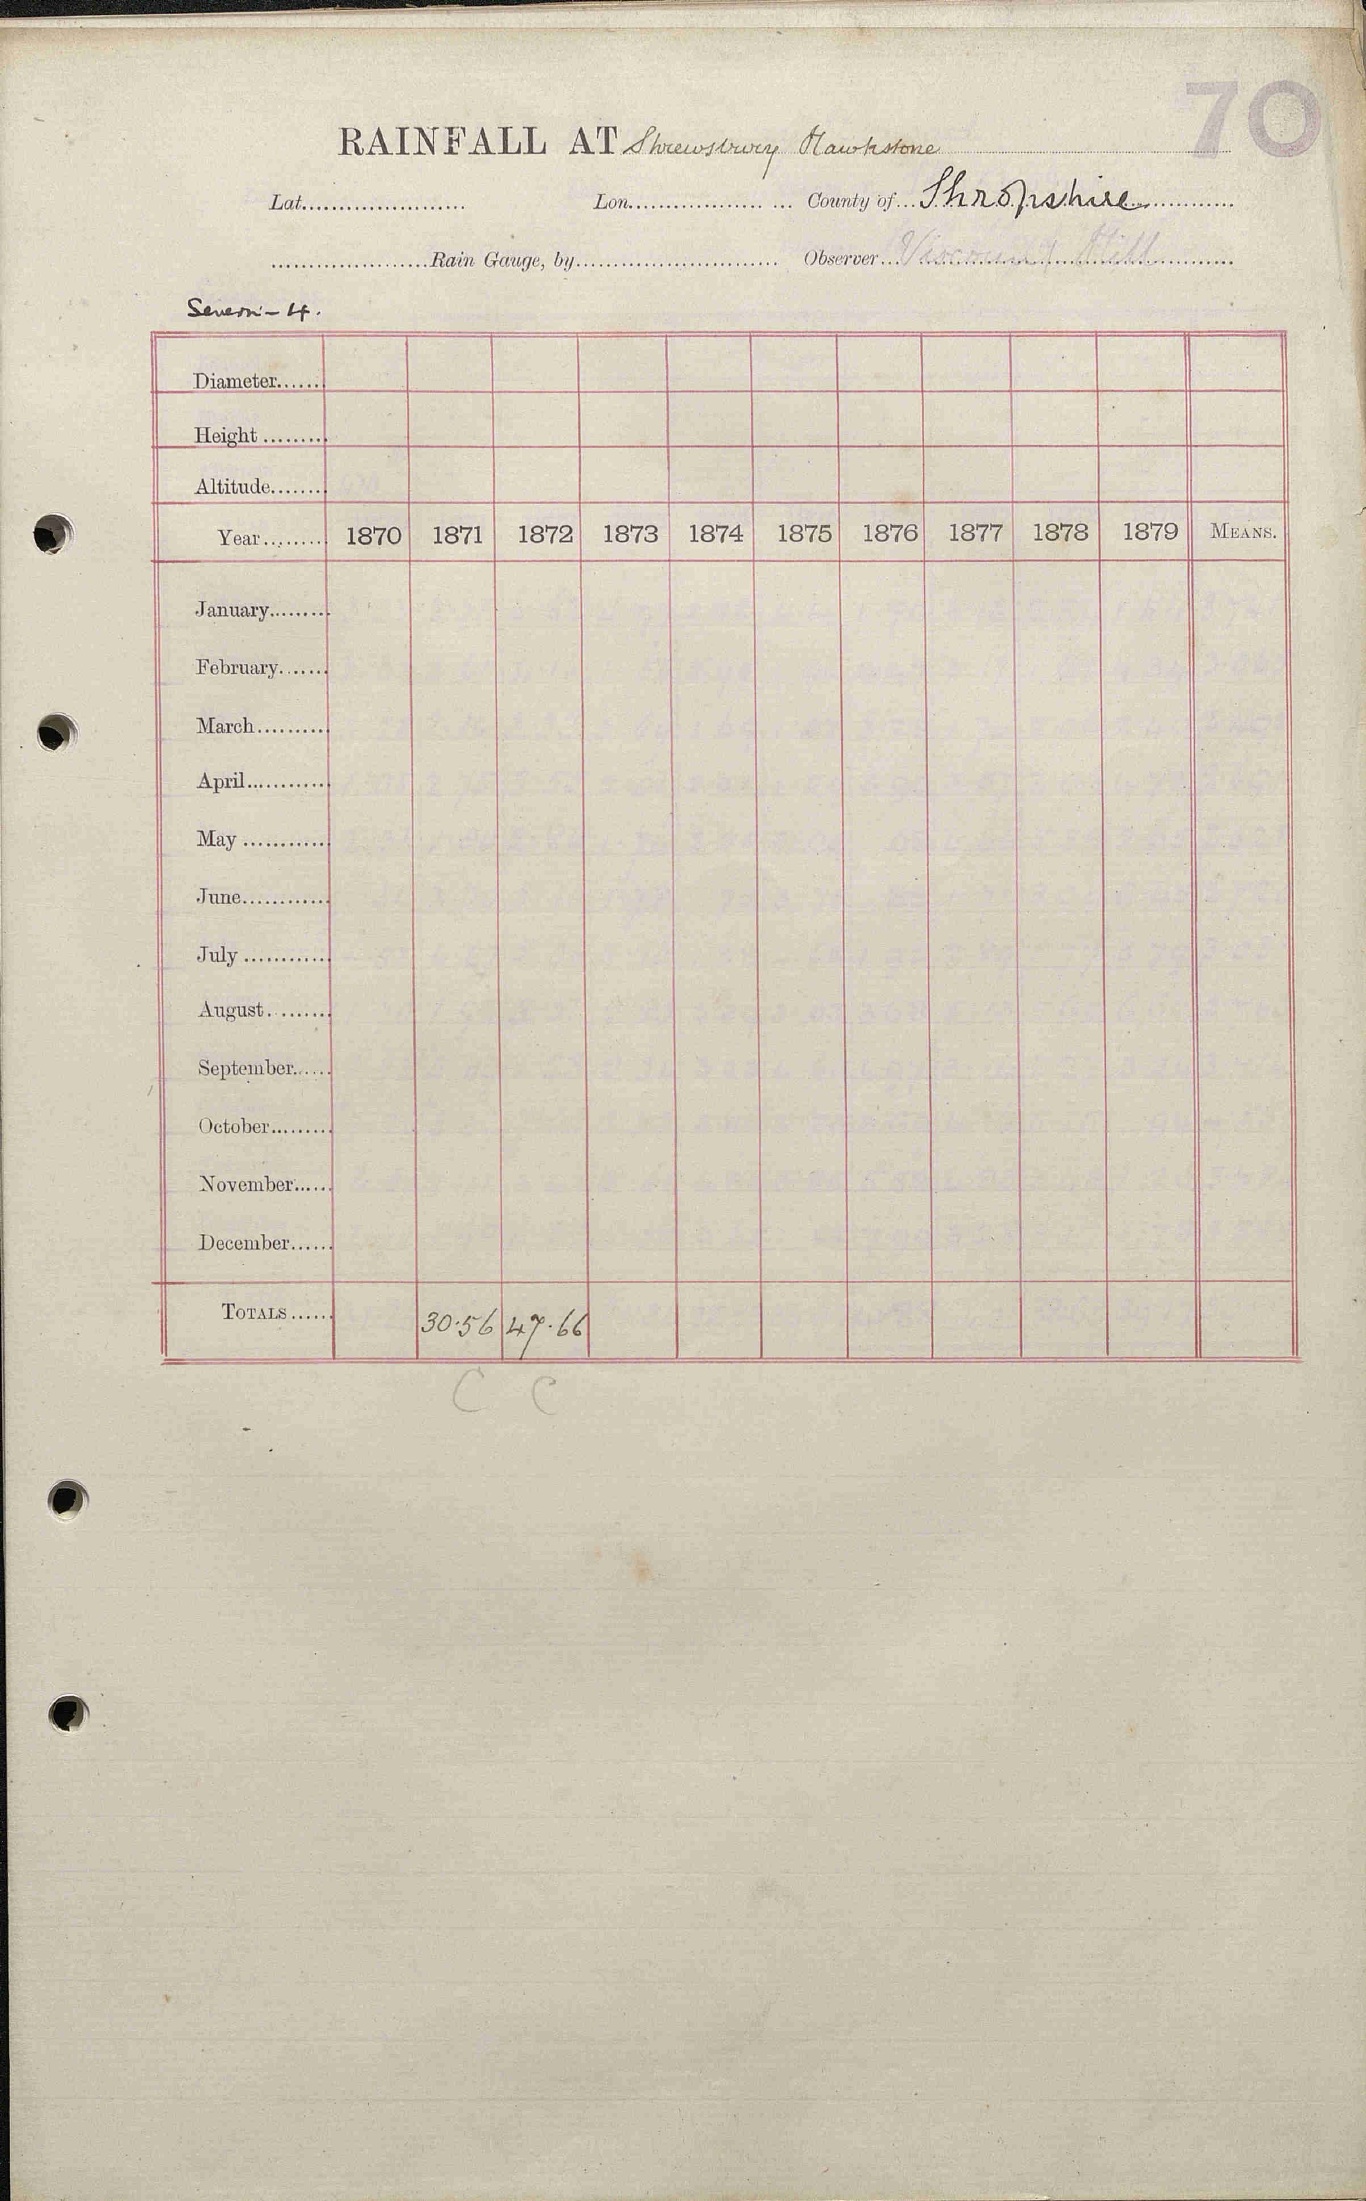 70
RAINFALL AT Shrewsbury Hawkstone
Lat...................... Lon.................. ... County of... Shropshire
......................Rain Gauge, by........................... Observer... Viscount Hill
Severn - 4.
Diameter......
Height .........
Altitude.......
Year......... 1870 1871 1872 1873 1874 1875 1876 1877 1878 1879 MEANS.
January.........
February.......
March..........
April............
May ............
June............
July ............
August.........
September......
October.........
November......
December......
TOTALS...... 30.56 47.66
C C